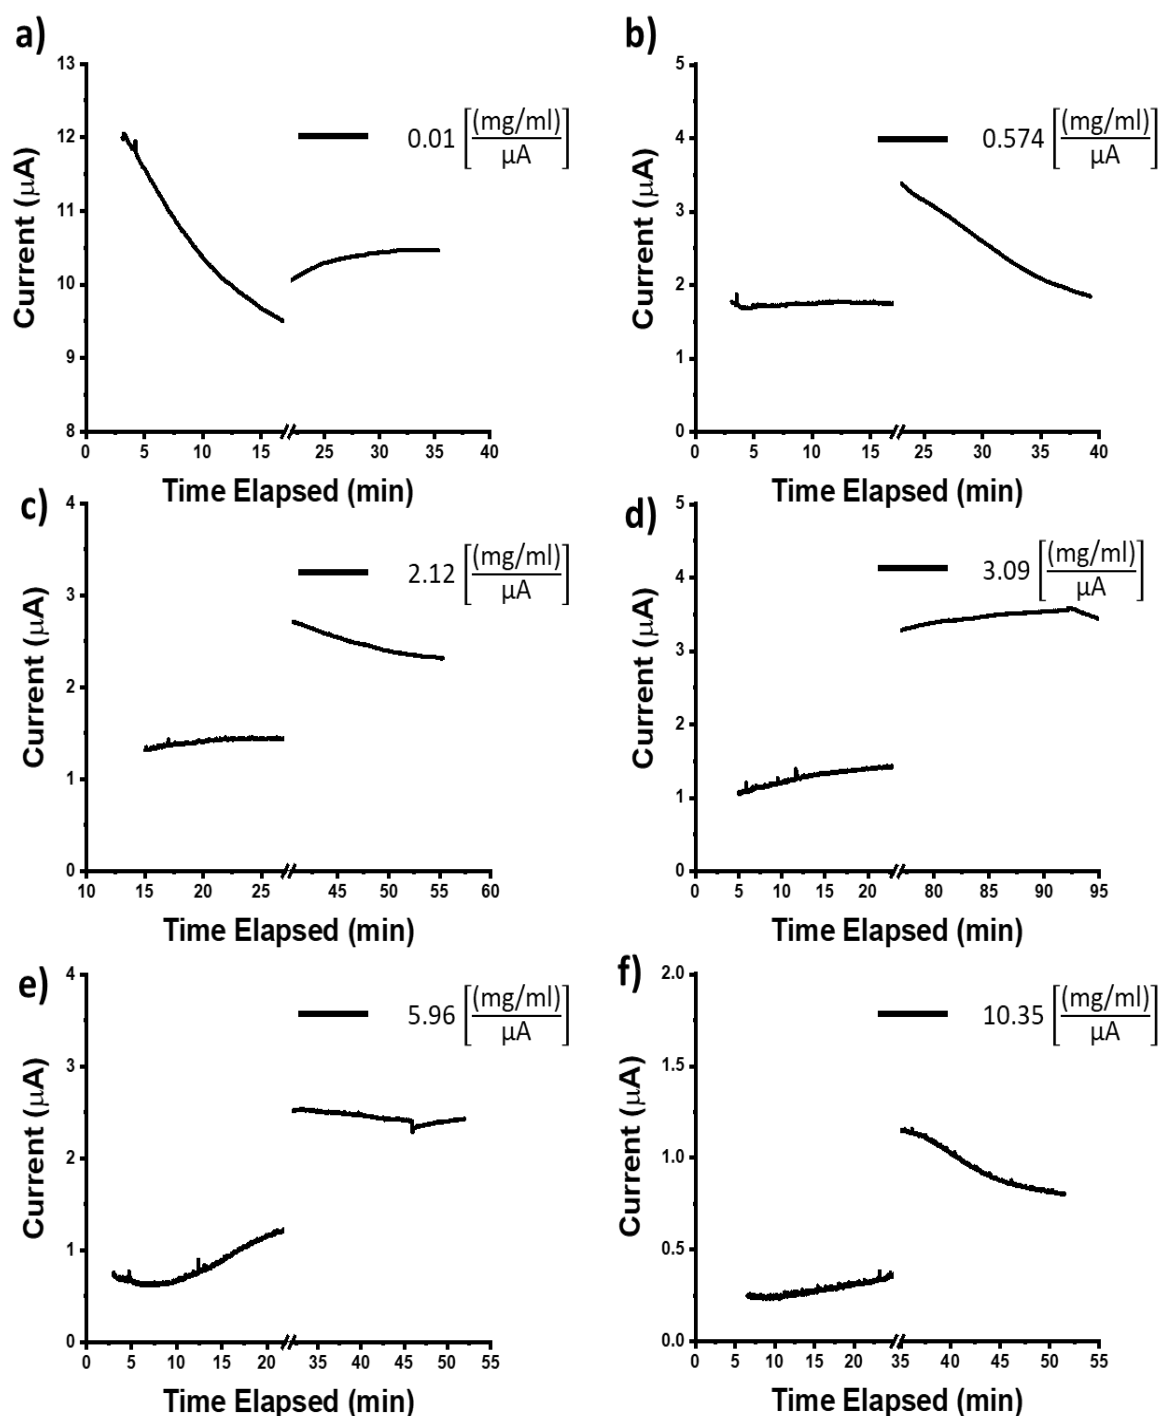 a)
13
12
11
10
9
8
Current (µA)
0.01 [(mg/ml)/µA]
0 5 10 15 25 30 35 40
Time Elapsed (min)
b)
5
4
3
2
1
0
Current (µA)
0.574 [(mg/ml)/µA]
0 5 10 15 25 30 35 40
Time Elapsed (min)
c)
4
3
2
1
0
Current (µA)
2.12 [(mg/ml)/µA]
10 15 20 25 45 50 55 60
Time Elapsed (min)
d)
5
4
3
2
1
0
Current (µA)
3.09 [(mg/ml)/µA]
0 5 10 15 20 80 85 90 95
Time Elapsed (min)
e)
4
3
2
1
0
Current (µA)
5.96 [(mg/ml)/µA]
0 5 10 15 20 35 40 45 50 55
Time Elapsed (min)
f)
2.0
1.5
1.0
0.5
0.0
Current (µA)
10.35 [(mg/ml)/µA]
0 5 10 15 20 35 40 45 50 55
Time Elapsed (min)